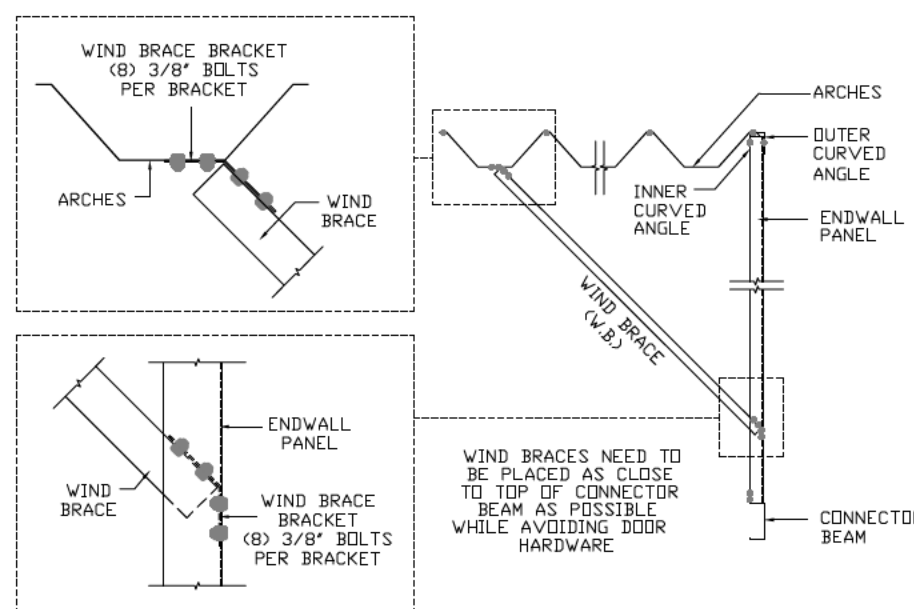 WIND BRACE BRACKET
(8) 3/8" BOLTS
PER BRACKET
ARCHES
WIND
BRACE
ARCHES
OUTER
CURVED
ANGLE
INNER
CURVED
ANGLE
ENDWALL
PANEL
WIND BRACE
(W.B.)
ENDWALL
PANEL
WIND
BRACE
WIND BRACE
BRACKET
(8) 3/8" BOLTS
PER BRACKET
WIND BRACES NEED TO
BE PLACED AS CLOSE
TO TOP OF CONNECTOR
BEAM AS POSSIBLE
WHILE AVOIDING DOOR
HARDWARE
CONNECTO
BEAM